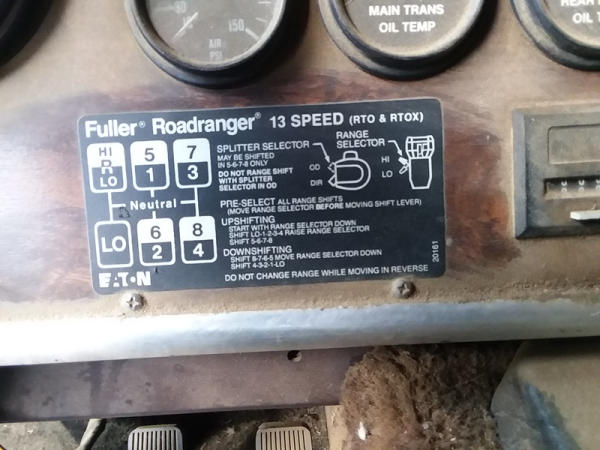 80
150
AIR
PSI
MAIN TRANS
OIL TEMP
OIL T
Fuller® Roadranger® 13 SPEED (RTO & RTOX)
HI
R
LO
5
1
7
3
Neutral
LO
6
2
8
4
SPLITTER SELECTOR
MAY BE SHIFTED
IN 5-6-7-8 ONLY
DO NOT RANGE SHIFT
WITH SPLITTER
SELECTOR IN OD
OD
DIR
RANGE
SELECTOR
HI
LO
PRE-SELECT ALL RANGE SHIFTS
(MOVE RANGE SELECTOR BEFORE MOVING SHIFT LEVER)
UPSHIFTING
START WITH RANGE SELECTOR DOWN
SHIFT LO-1-2-3-4 RAISE RANGE SELECTOR
SHIFT 5-6-7-8
DOWNSHIFTING
SHIFT 8-7-6-5 MOVE RANGE SELECTOR DOWN
SHIFT 4-3-2-1-LO
EATON
DO NOT CHANGE RANGE WHILE MOVING IN REVERSE
20161